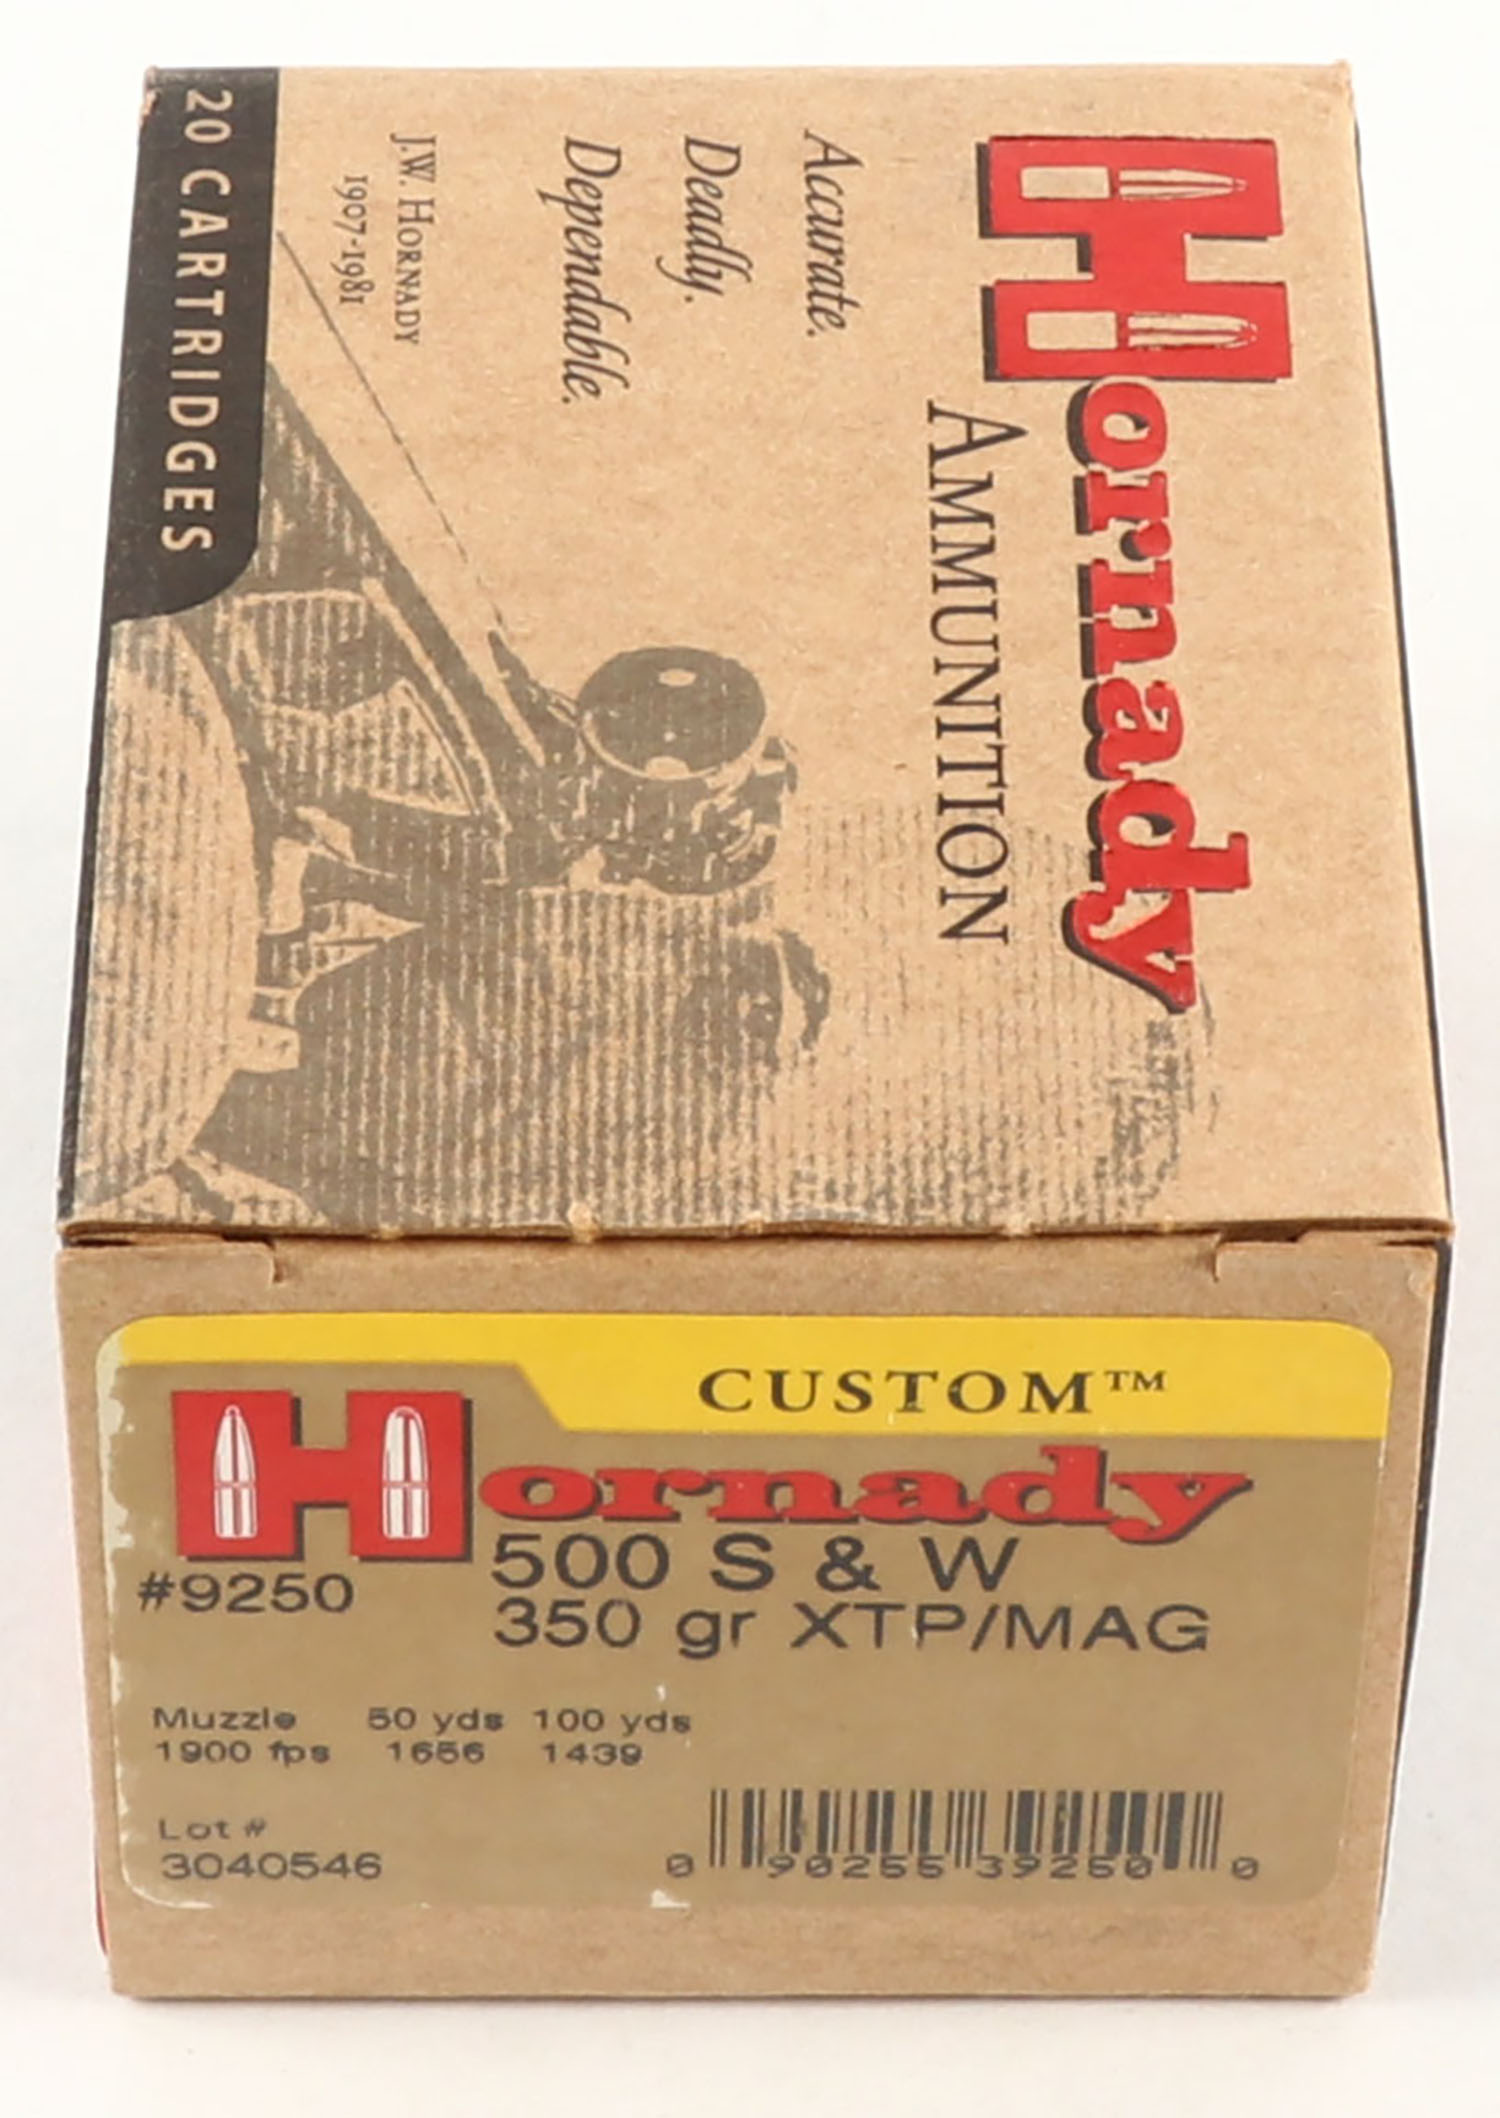 Hornady
AMMUNITION
Accurate.
Deadly.
Dependable.
J.W. HORNADY
1907-1981
20 CARTRIDGES
CUSTOM™
Hornady
500 S & W
#9250
350 gr XTP/MAG
Muzzle 50 yds 100 yds
1900 fps 1656 1439
Lot #
3040546
0 90255 39250 0